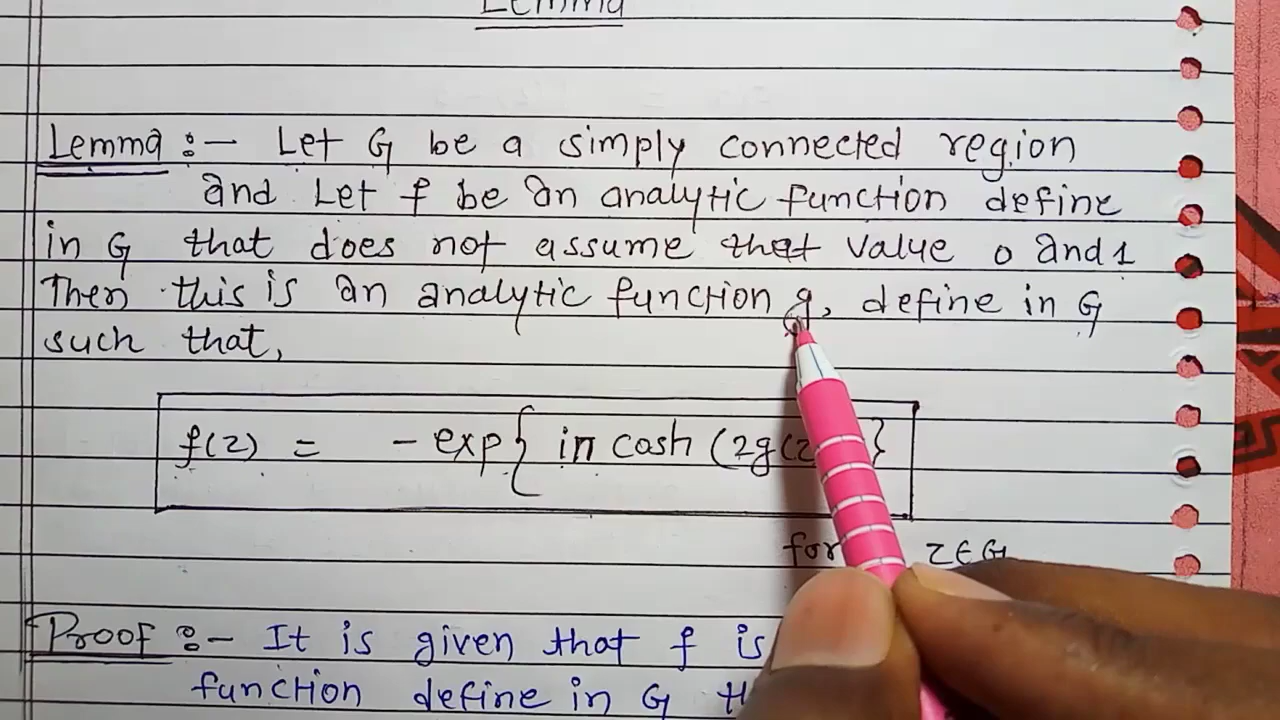 Lemma
Lemma :- Let G be a simply connected region
and Let f be an analytic function define
in G that does not assume that value 0 and 1
Then this is an analytic function g, define in G
such that,
f(z) = - exp{ iπ cosh (2g(z }
for z∈G
Proof :- It is given that f is
function define in G